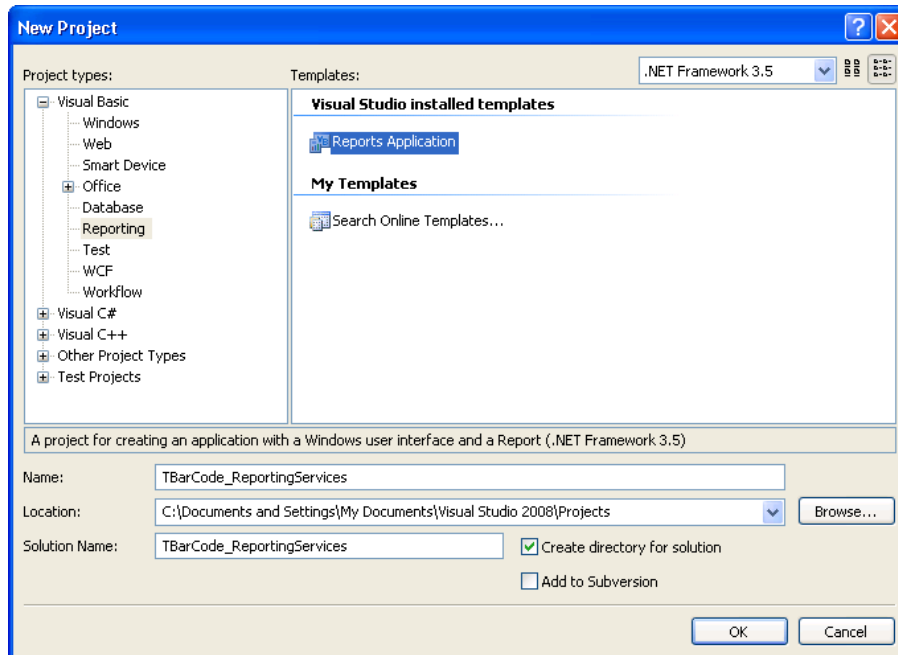 New Project
Project types:
Templates:
.NET Framework 3.5
Visual Basic
Windows
Web
Smart Device
Office
Database
Reporting
Test
WCF
Workflow
Visual C#
Visual C++
Other Project Types
Test Projects
Visual Studio installed templates
Reports Application
My Templates
Search Online Templates...
A project for creating an application with a Windows user interface and a Report (.NET Framework 3.5)
Name:
TBarCode_ReportingServices
Location:
C:\Documents and Settings\My Documents\Visual Studio 2008\Projects
Browse...
Solution Name:
TBarCode_ReportingServices
Create directory for solution
Add to Subversion
OK
Cancel